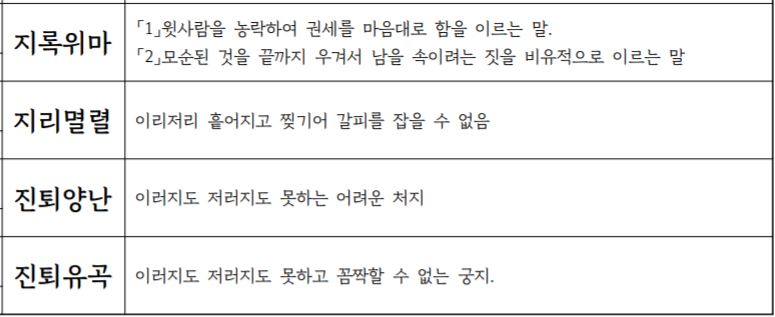 지록위마
「1」윗사람을 농락하여 권세를 마음대로 함을 이르는 말.
「2」모순된 것을 끝까지 우겨서 남을 속이려는 짓을 비유적으로 이르는 말
지리멸렬
이리저리 흩어지고 찢기어 갈피를 잡을 수 없음
진퇴양난
이러지도 저러지도 못하는 어려운 처지
진퇴유곡
이러지도 저러지도 못하고 꼼짝할 수 없는 궁지.